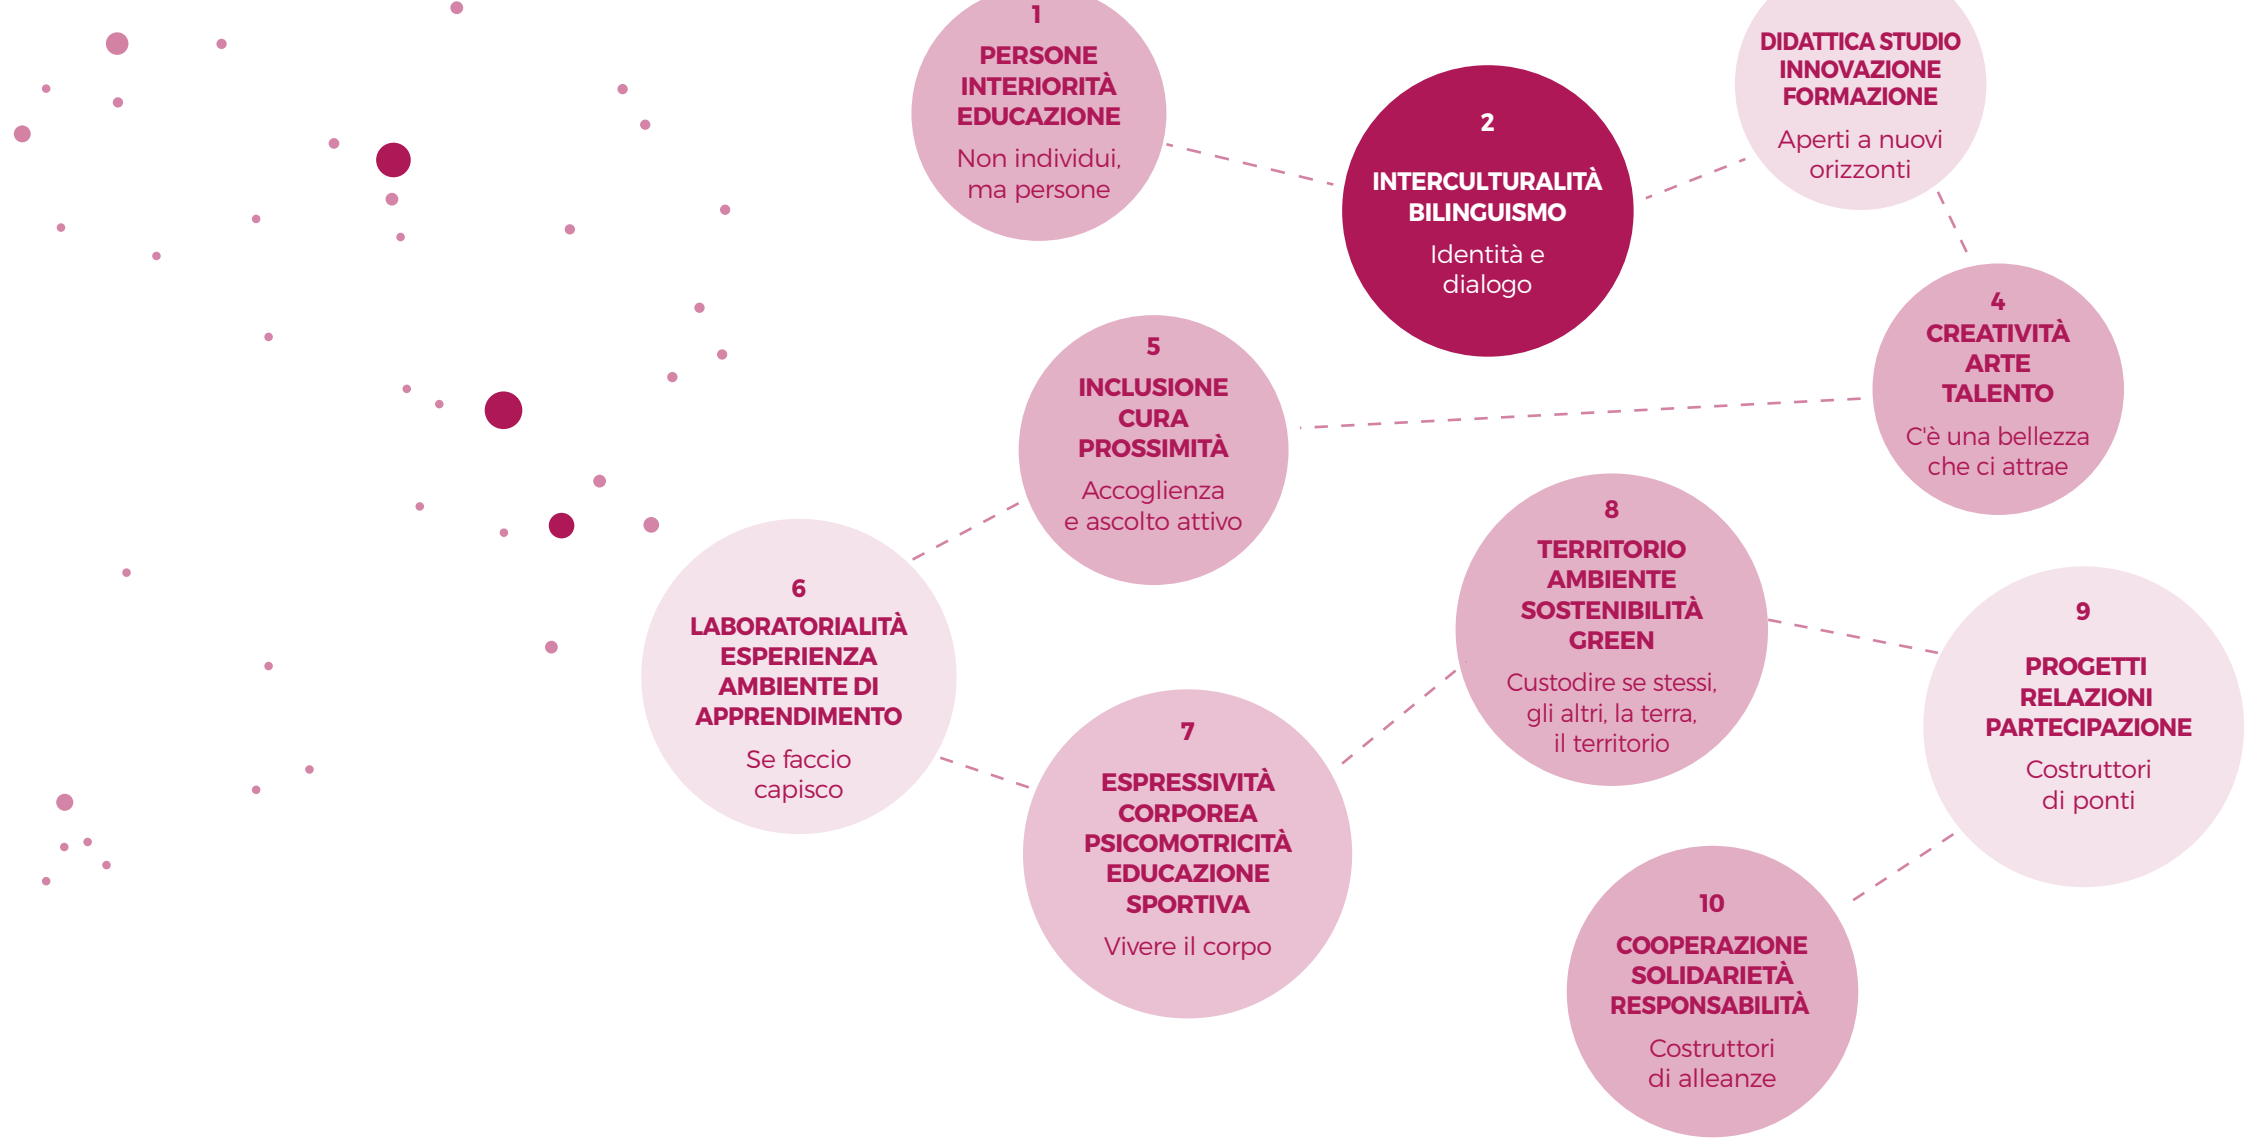 1
PERSONE
INTERIORITÀ
EDUCAZIONE
Non individui,
ma persone
2
INTERCULTURALITÀ
BILINGUISMO
Identità e
dialogo
DIDATTICA STUDIO
INNOVAZIONE
FORMAZIONE
Aperti a nuovi
orizzonti
4
CREATIVITÀ
ARTE
TALENTO
C'è una bellezza
che ci attrae
5
INCLUSIONE
CURA
PROSSIMITÀ
Accoglienza
e ascolto attivo
6
LABORATORIALITÀ
ESPERIENZA
AMBIENTE DI
APPRENDIMENTO
Se faccio
capisco
7
ESPRESSIVITÀ
CORPOREA
PSICOMOTRICITÀ
EDUCAZIONE
SPORTIVA
Vivere il corpo
8
TERRITORIO
AMBIENTE
SOSTENIBILITÀ
GREEN
Custodire se stessi,
gli altri, la terra,
il territorio
9
PROGETTI
RELAZIONI
PARTECIPAZIONE
Costruttori
di ponti
10
COOPERAZIONE
SOLIDARIETÀ
RESPONSABILITÀ
Costruttori
di alleanze